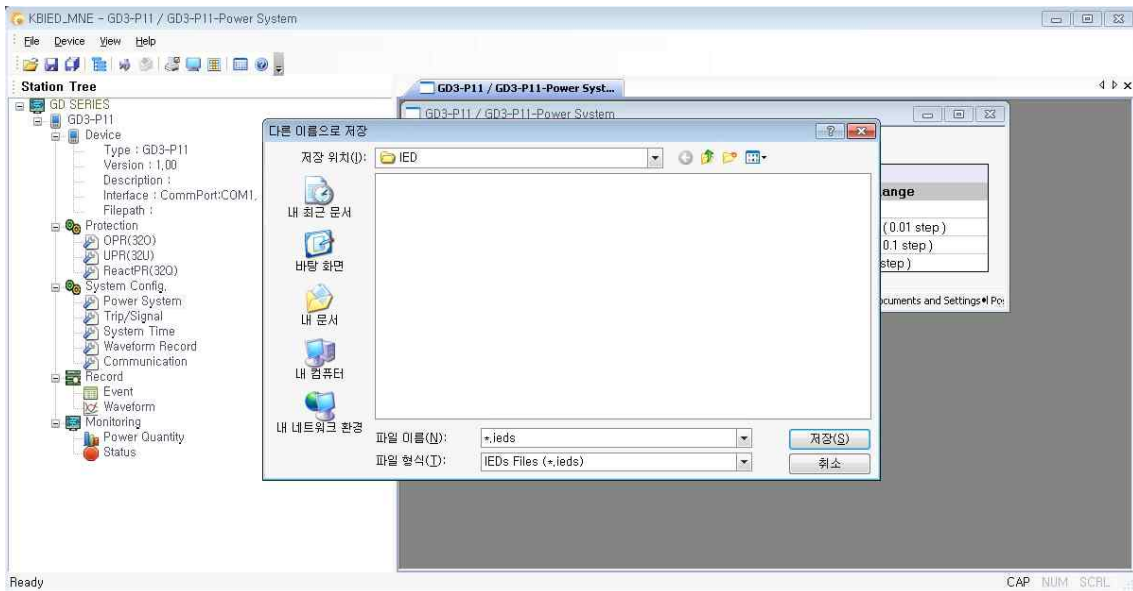 KBIED_MNE - GD3-P11 / GD3-P11-Power System
File Device View Help
Station Tree
GD3-P11 / GD3-P11-Power Syst...
GD SERIES
GD3-P11
Device
Type : GD3-P11
Version : 1,00
Description :
Interface : CommPort:COM1,
Filepath :
Protection
OPR(32O)
UPR(32U)
ReactPR(32Q)
System Config,
Power System
Trip/Signal
System Time
Waveform Record
Communication
Record
Event
Waveform
Monitoring
Power Quantity
Status
GD3-P11 / GD3-P11-Power System
다른 이름으로 저장
저장 위치(I):
IED
내 최근 문서
바탕 화면
내 문서
내 컴퓨터
내 네트워크 환경
파일 이름(N):
*,ieds
저장(S)
파일 형식(T):
IEDs Files (*,ieds)
취소
ange
( 0.01 step )
0.1 step )
step )
ocuments and Settings
Ready
CAP NUM SCRL